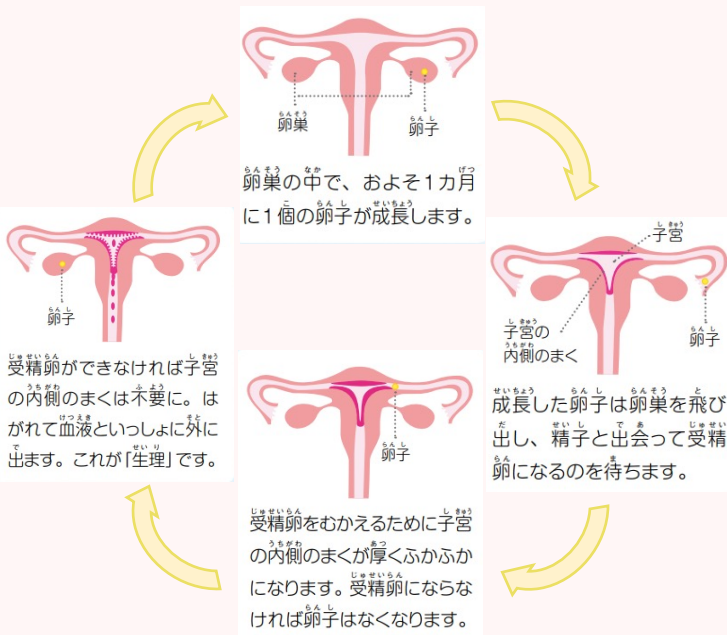 卵巣
卵子
卵巣の中で、およそ1カ月
に1個の卵子が成長します。
子宮
子宮の
内側のまく
卵子
成長した卵子は卵巣を飛び
出し、精子と出会って受精
卵になるのを待ちます。
卵子
受精卵をむかえるために子宮
の内側のまくが厚くふかふか
になります。受精卵にならな
ければ卵子はなくなります。
卵子
受精卵ができなければ子宮
の内側のまくは不要に。は
がれて血液といっしょに外に
出ます。これが「生理」です。